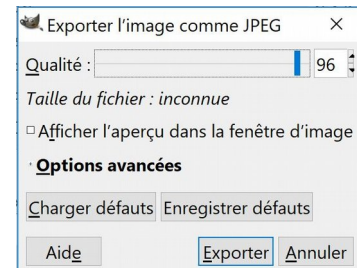 Exporter l'image comme JPEG
Qualité : 96
Taille du fichier : inconnue
Afficher l'aperçu dans la fenêtre d'image
Options avancées
Charger défauts Enregistrer défauts
Aide Exporter Annuler